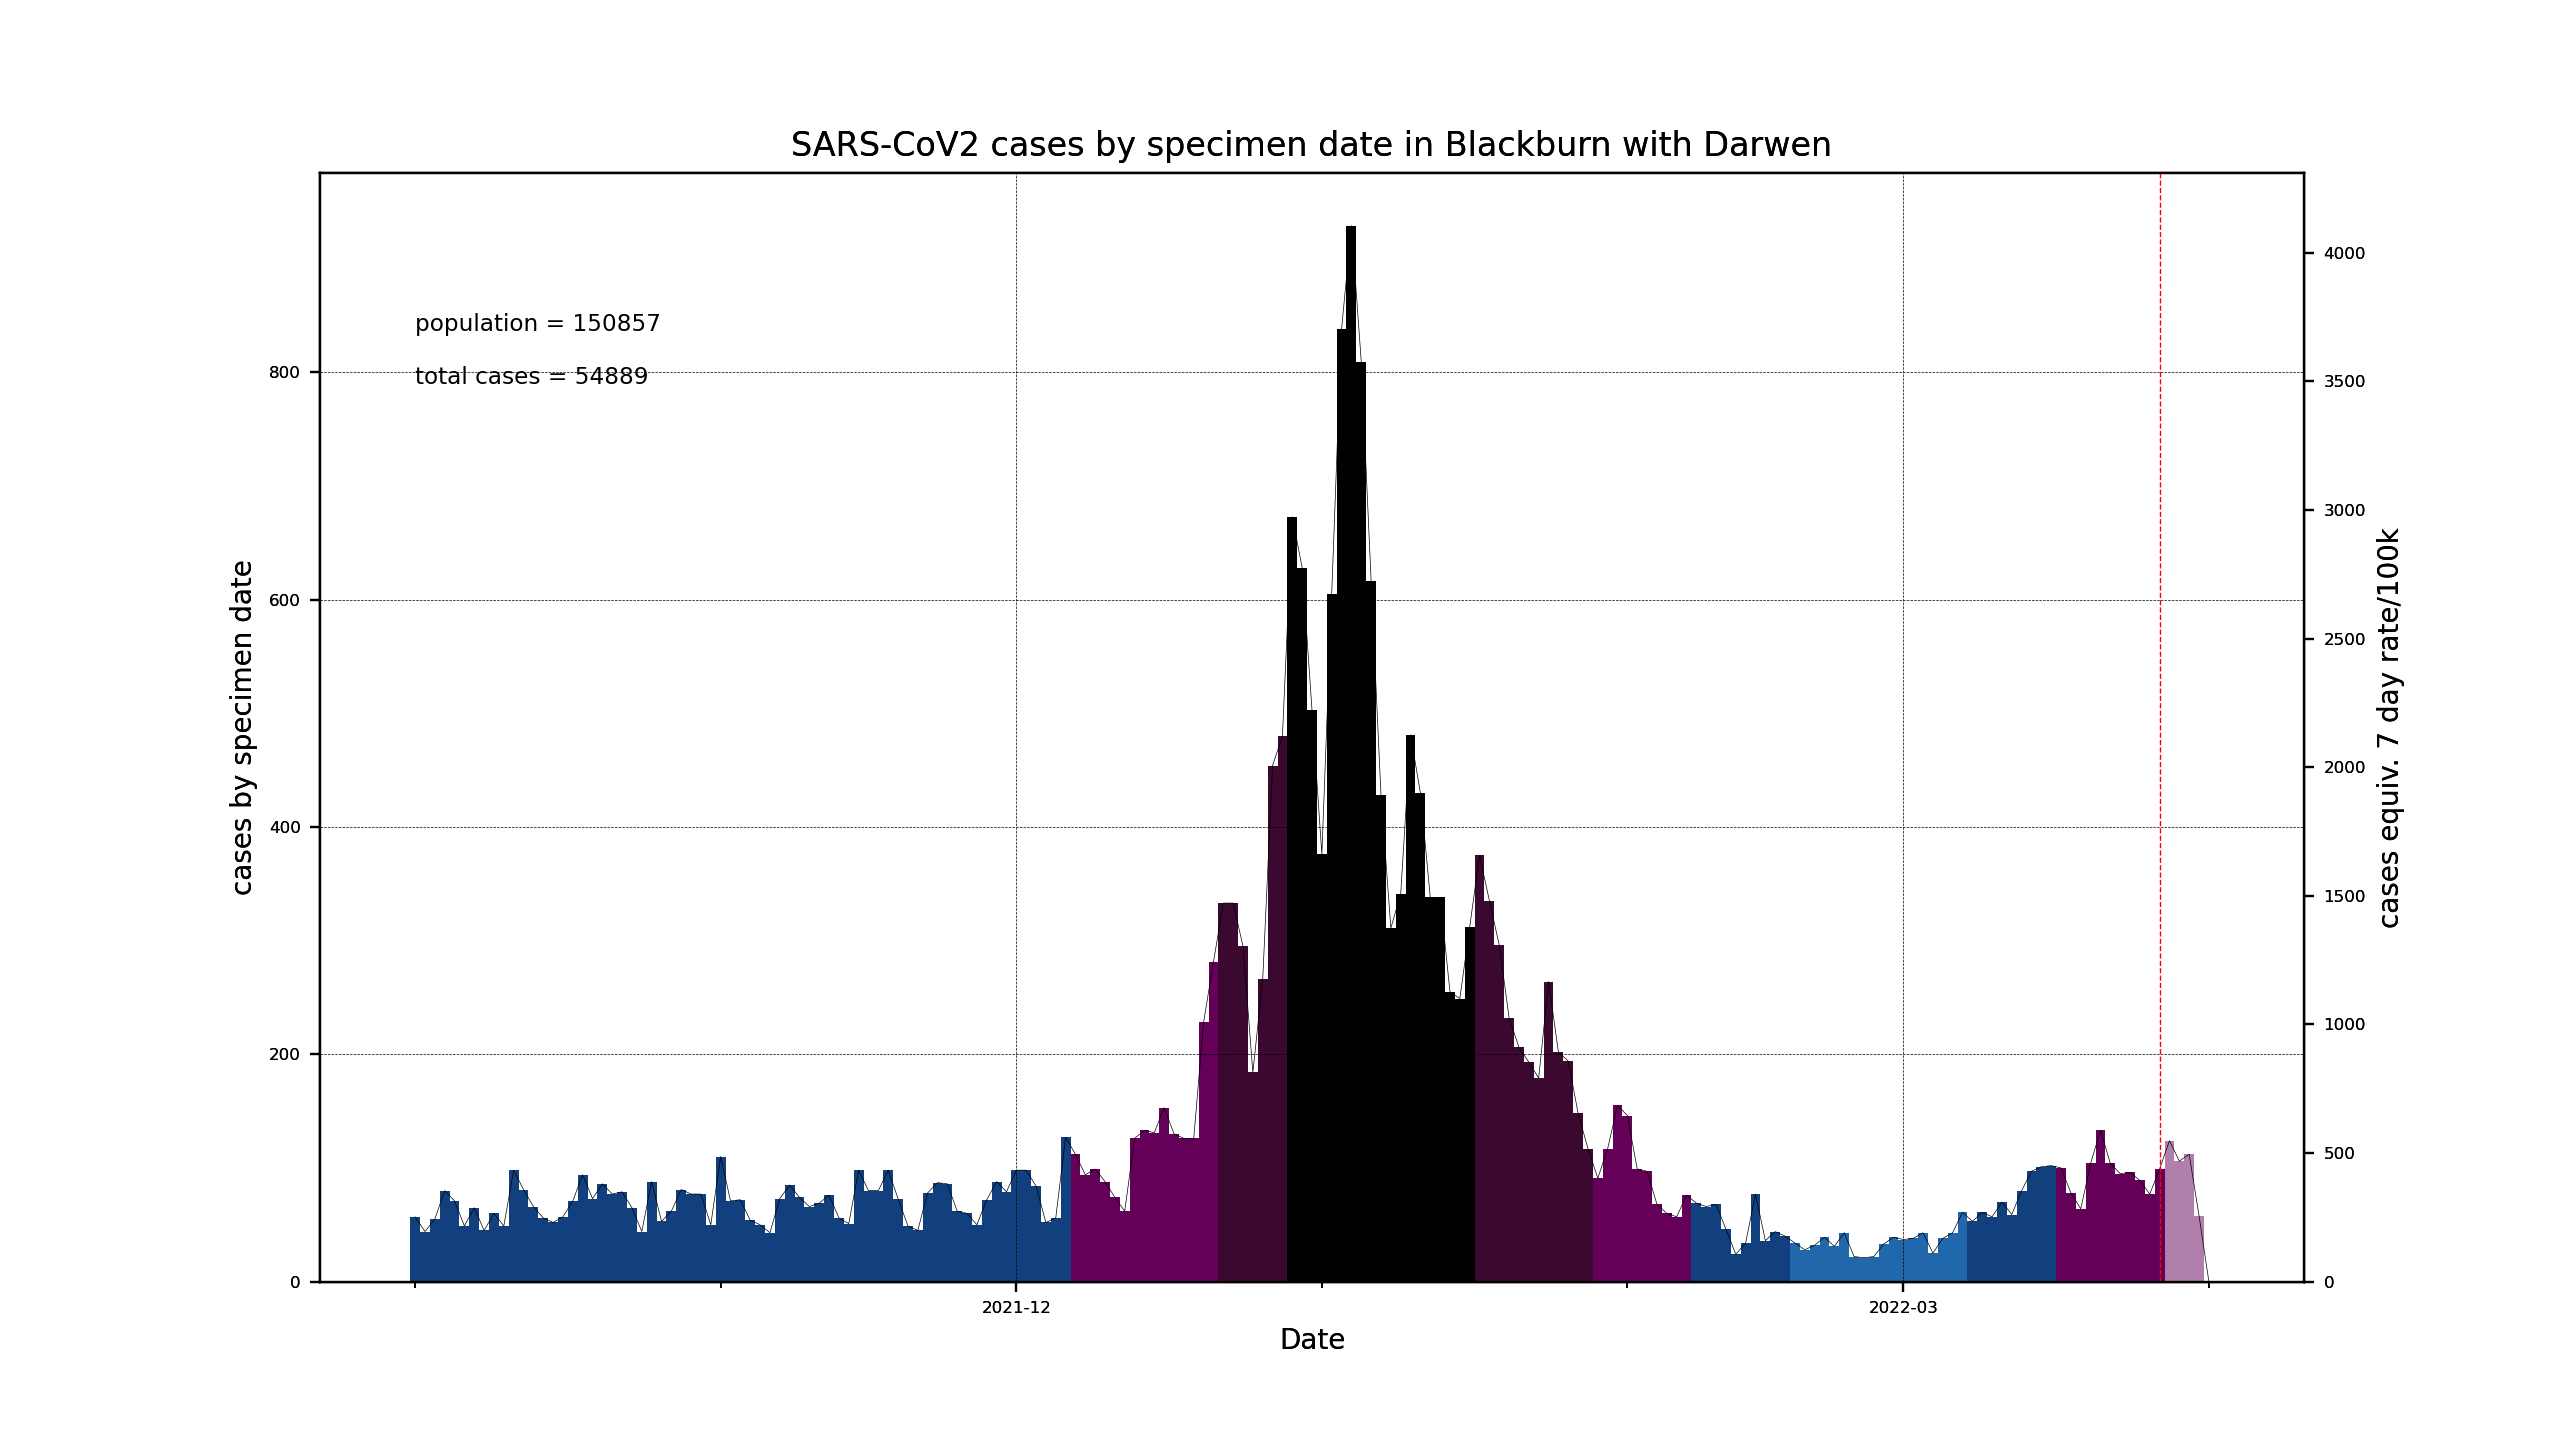 SARS-CoV2 cases by specimen date in Blackburn with Darwen
population = 150857
total cases = 54889
cases by specimen date
800
600
400
200
0
4000
3500
3000
2500
2000
1500
1000
500
0
cases equiv. 7 day rate/100k
2021-12
2022-03
Date